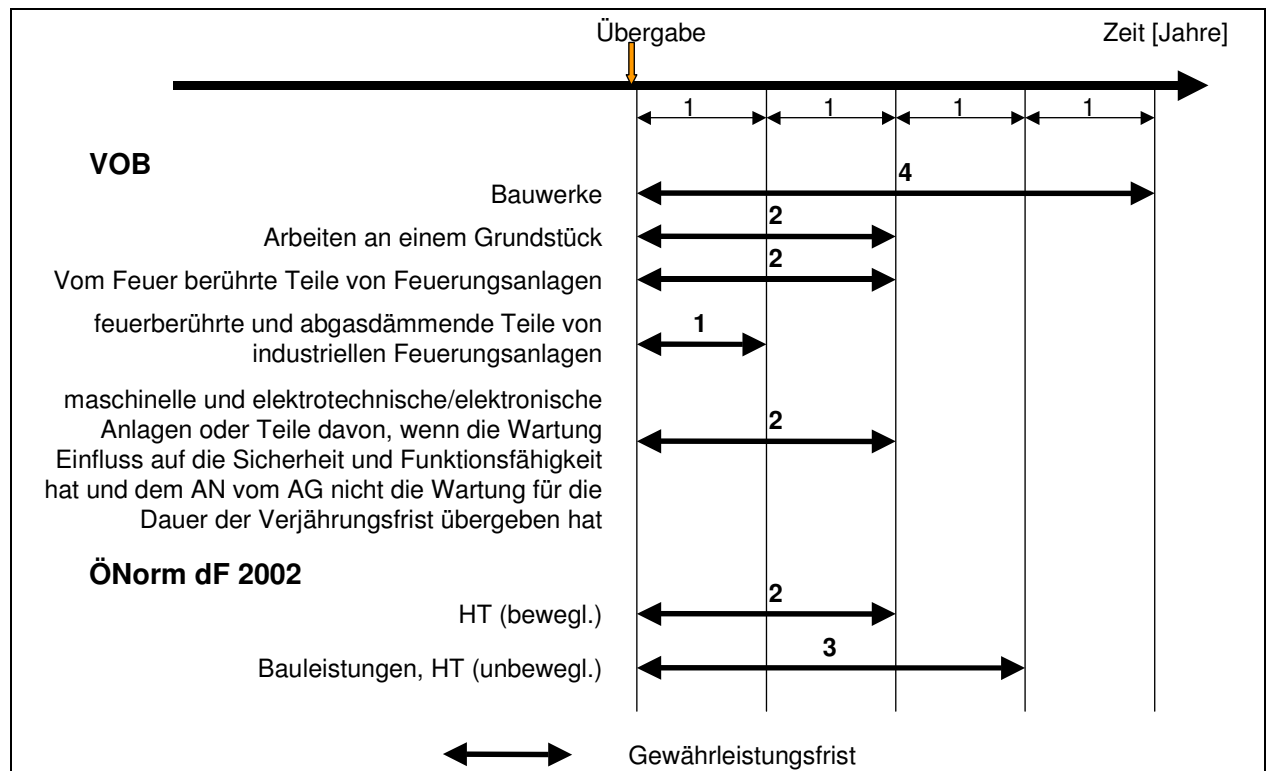 Übergabe
Zeit [Jahre]
1
1
1
1
VOB
4
Bauwerke
2
Arbeiten an einem Grundstück
2
Vom Feuer berührte Teile von Feuerungsanlagen
feuerberührte und abgasdämmende Teile von
industriellen Feuerungsanlagen
1
maschinelle und elektrotechnische/elektronische
Anlagen oder Teile davon, wenn die Wartung
Einfluss auf die Sicherheit und Funktionsfähigkeit
hat und dem AN vom AG nicht die Wartung für die
Dauer der Verjährungsfrist übergeben hat
2
ÖNorm dF 2002
2
HT (bewegl.)
3
Bauleistungen, HT (unbewegl.)
Gewährleistungsfrist